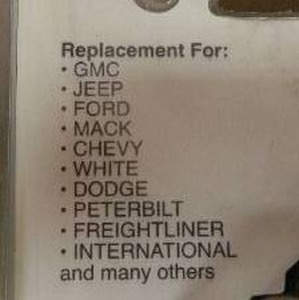 Replacement For:
• GMC
• JEEP
• FORD
• MACK
• CHEVY
• WHITE
• DODGE
• PETERBILT
• FREIGHTLINER
• INTERNATIONAL
and many others